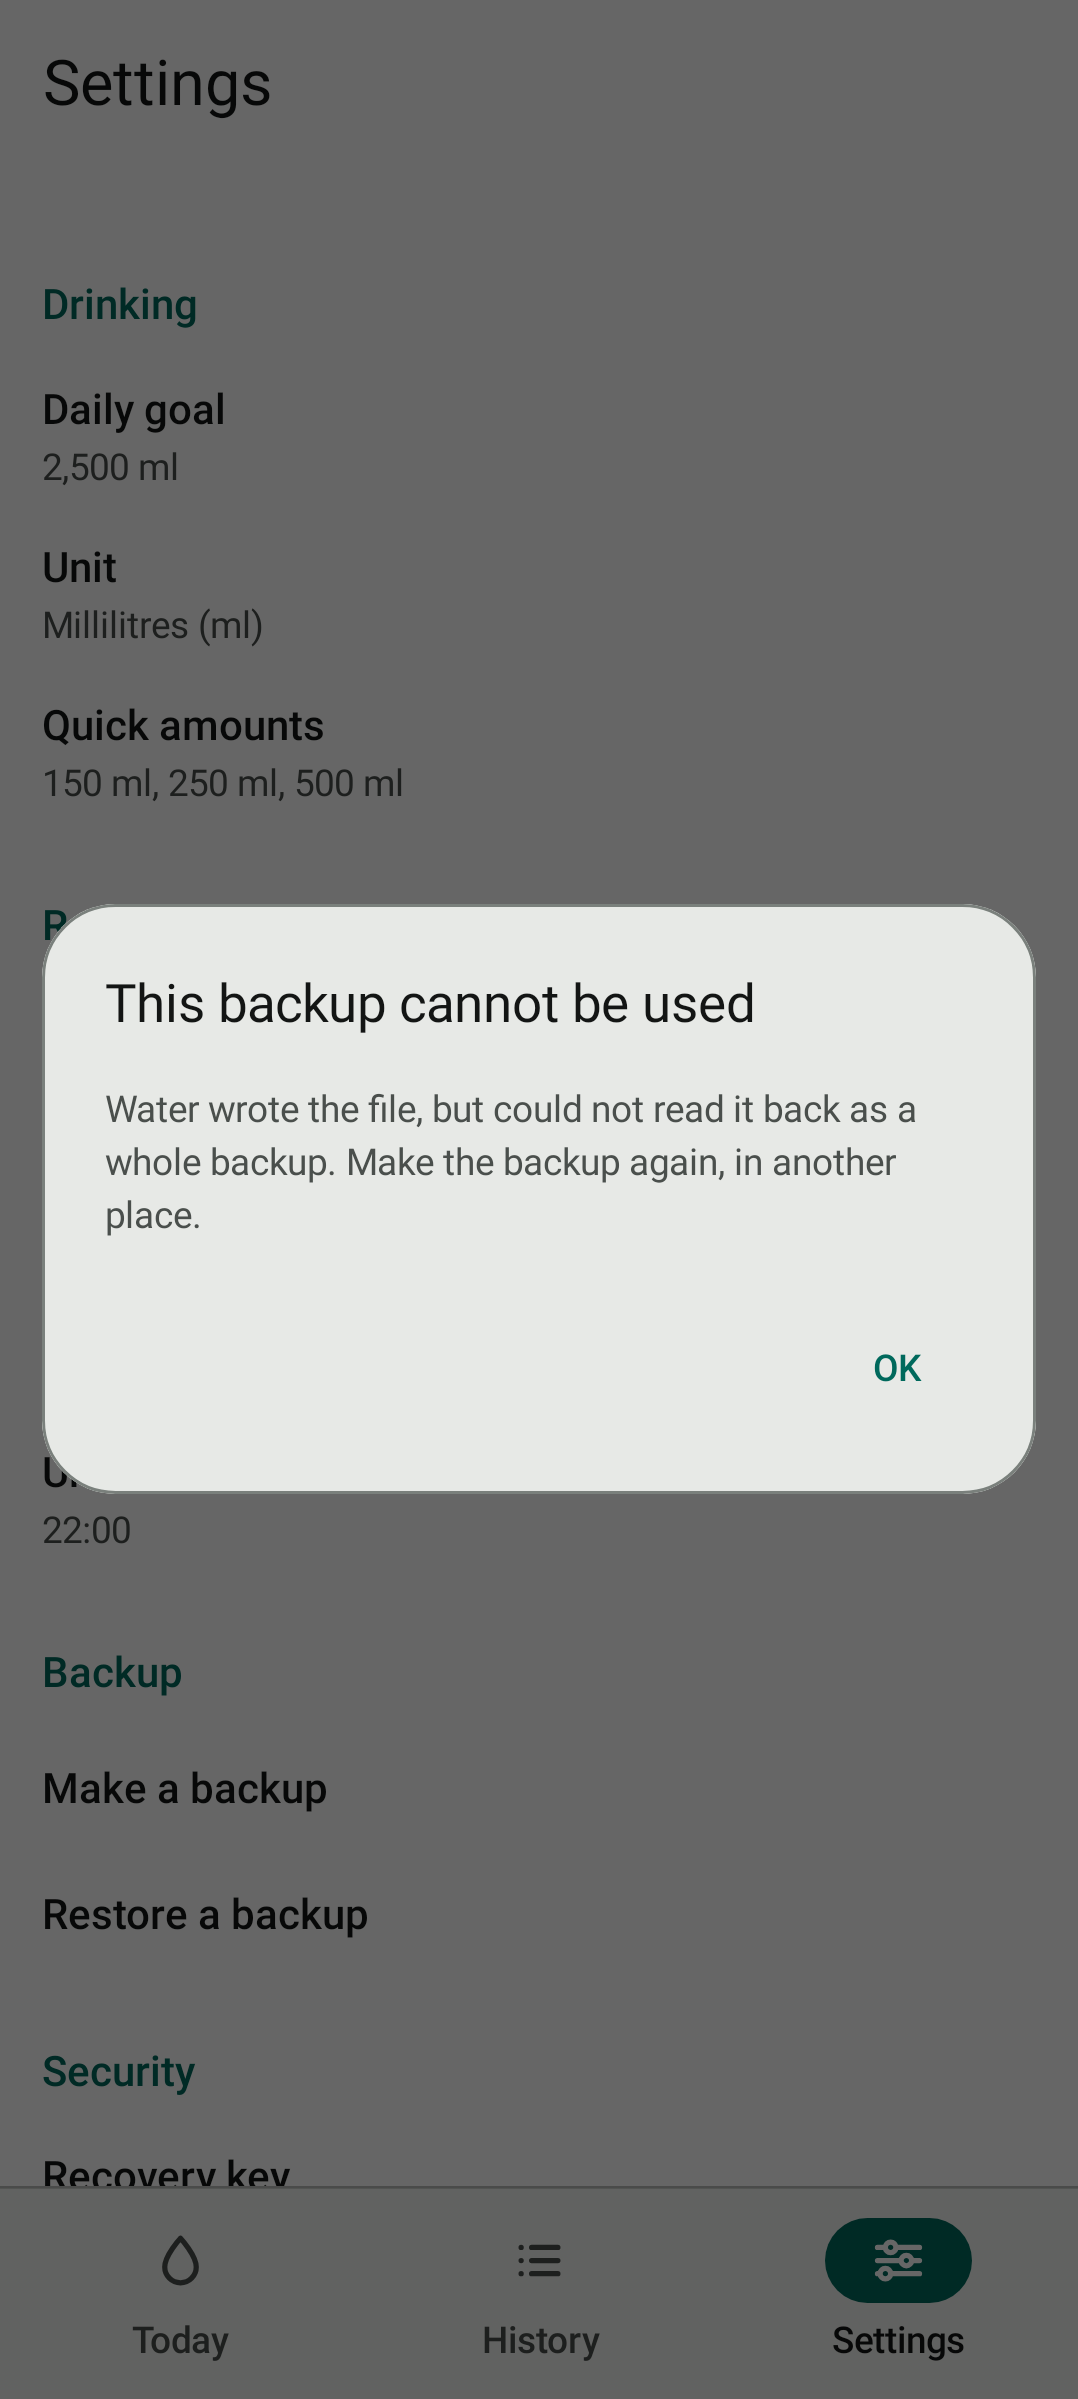 Settings
Drinking
Daily goal
2,500 ml
Unit
Millilitres (ml)
Quick amounts
150 ml, 250 ml, 500 ml
This backup cannot be used
Water wrote the file, but could not read it back as a
whole backup. Make the backup again, in another
place.
OK
22:00
Backup
Make a backup
Restore a backup
Security
Recovery key
Today
History
Settings